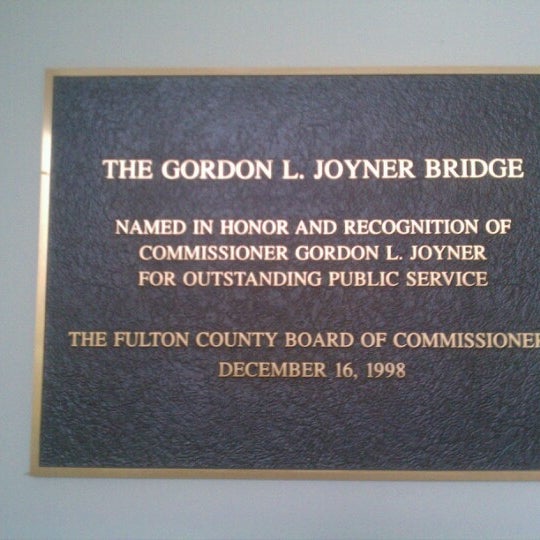 THE GORDON L. JOYNER BRIDGE
NAMED IN HONOR AND RECOGNITION OF
COMMISSIONER GORDON L. JOYNER
FOR OUTSTANDING PUBLIC SERVICE
THE FULTON COUNTY BOARD OF COMMISSIONER
DECEMBER 16, 1998